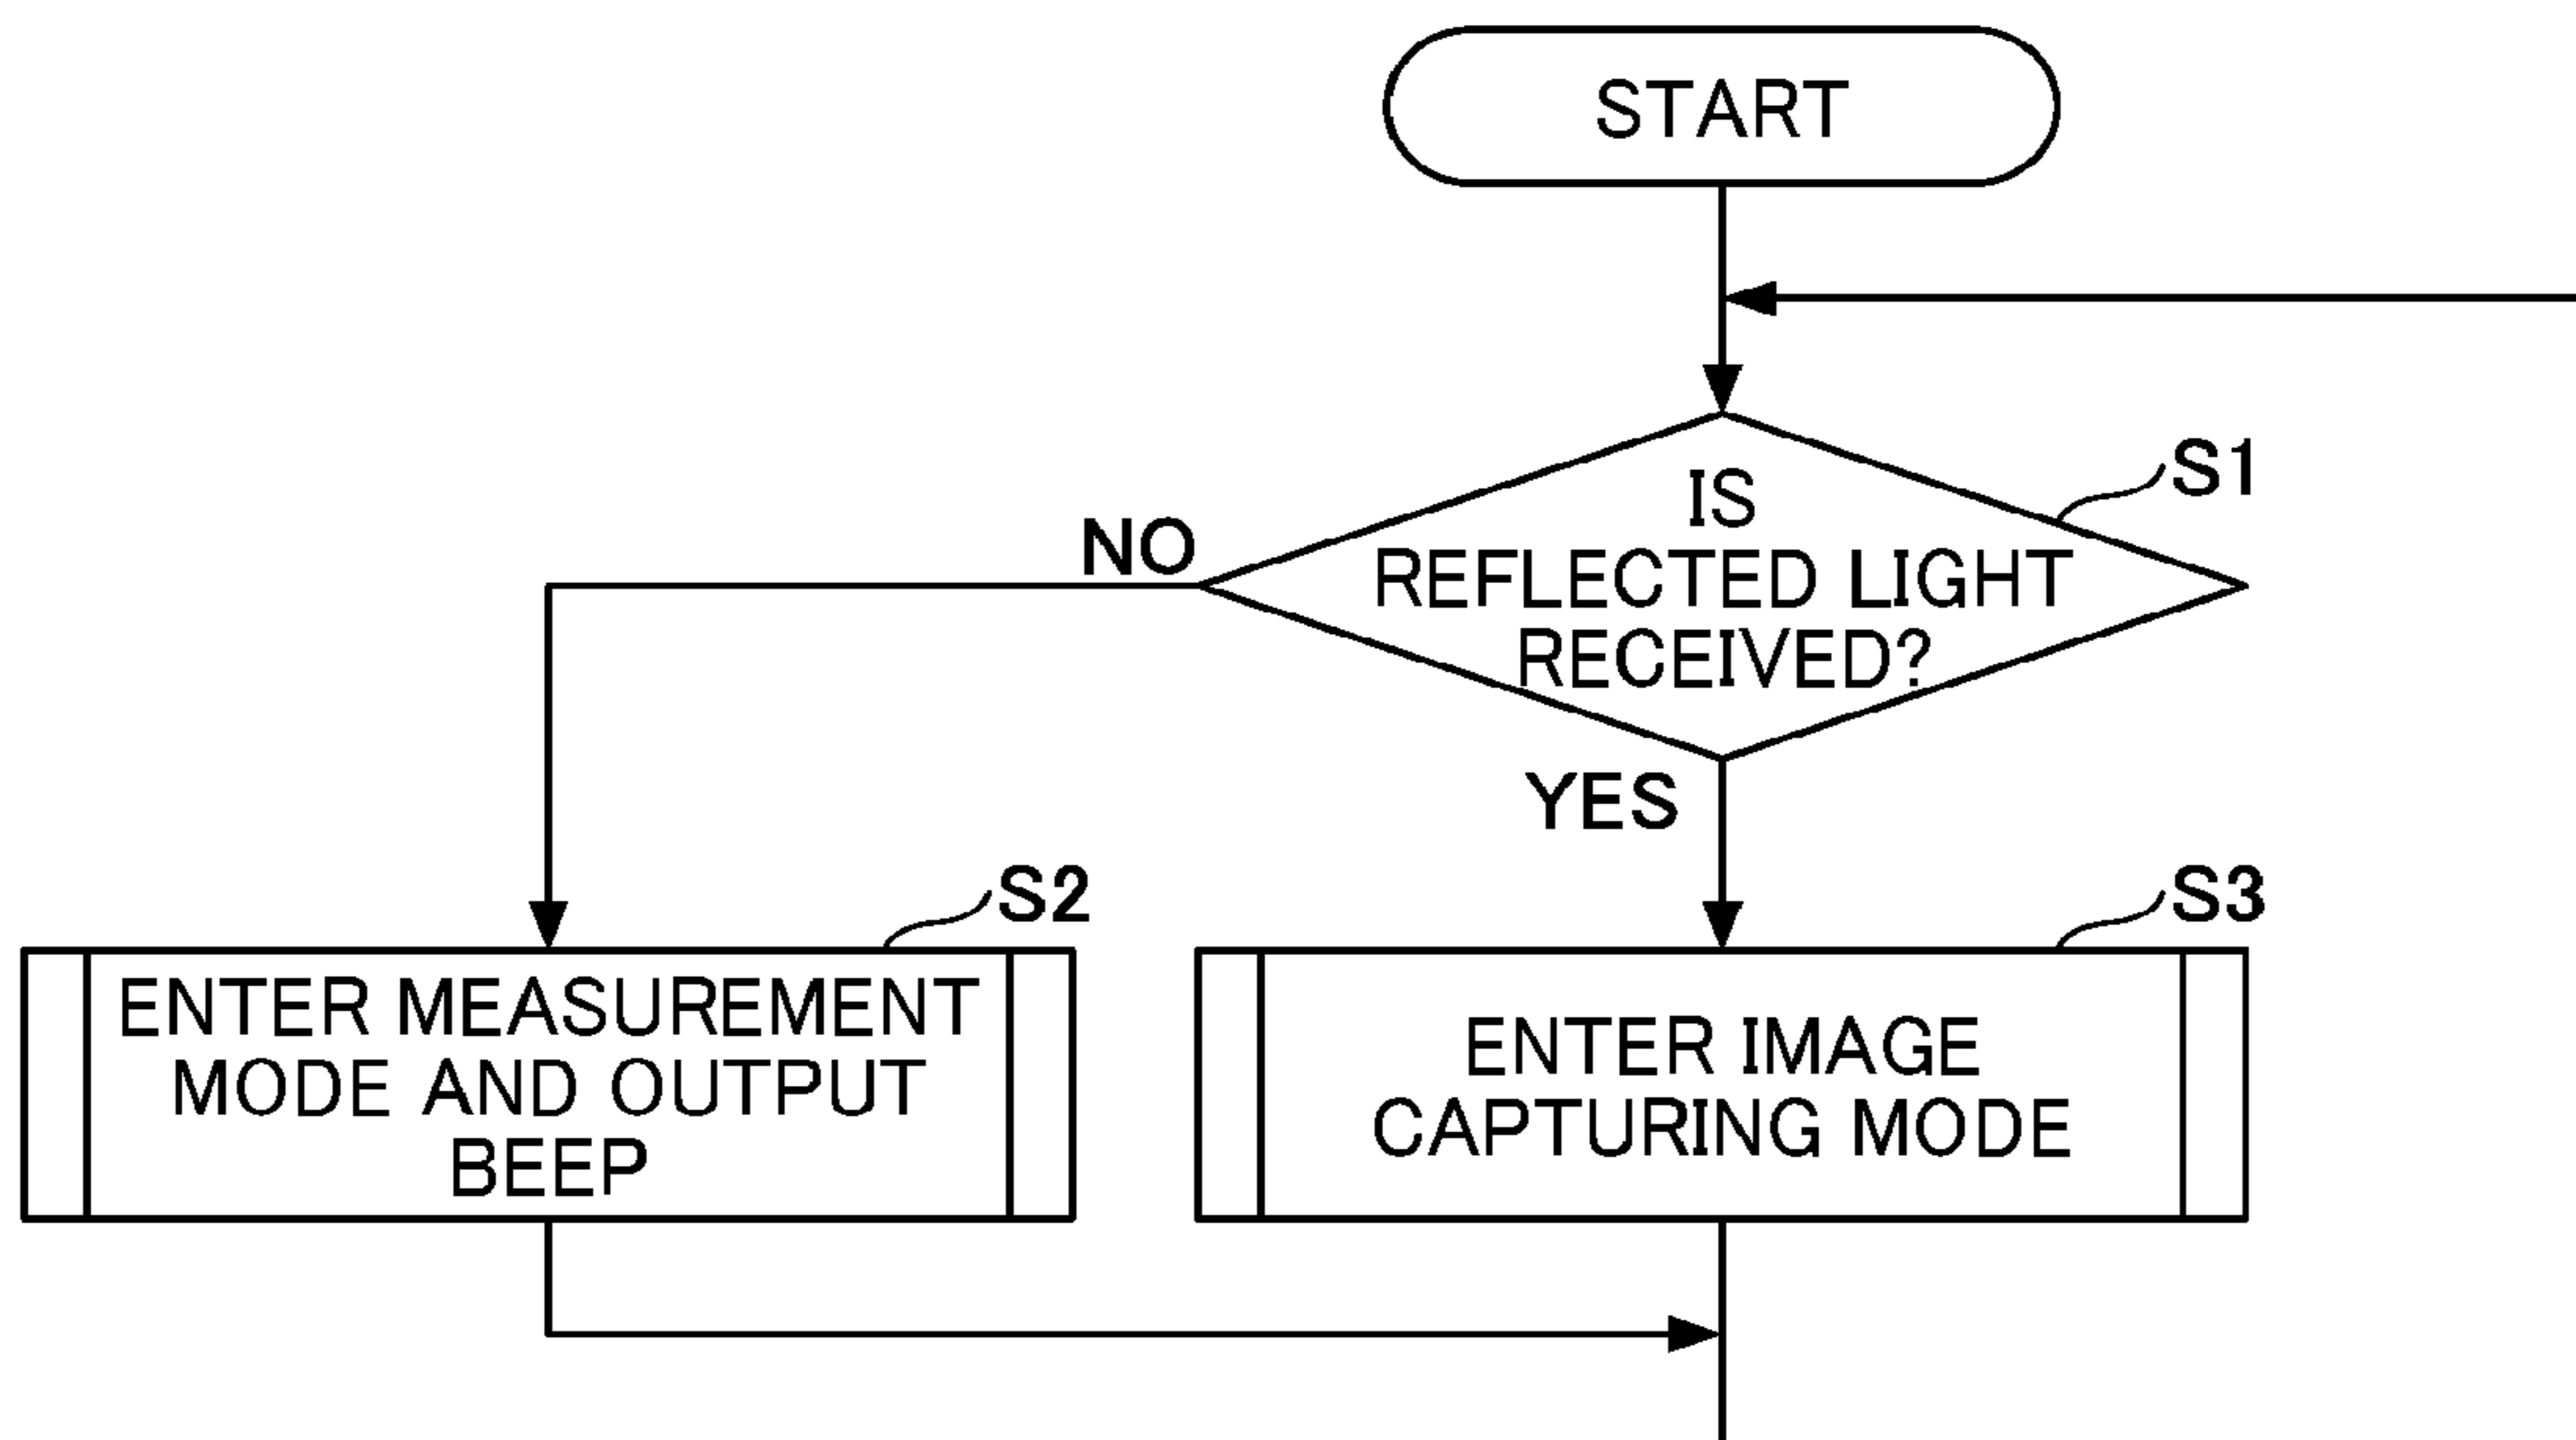 START
S1
IS
REFLECTED LIGHT
RECEIVED?
NO
YES
S2
ENTER MEASUREMENT
MODE AND OUTPUT
BEEP
S3
ENTER IMAGE
CAPTURING MODE